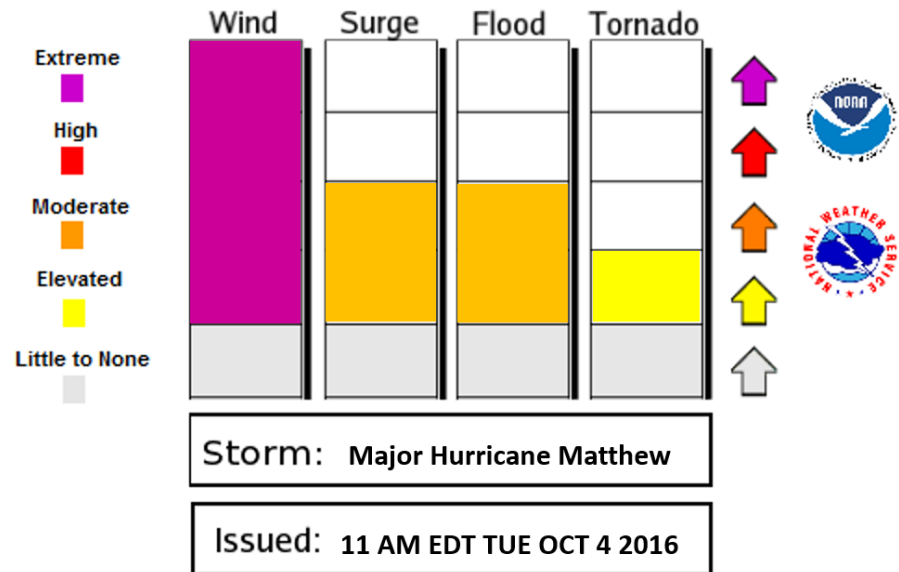 Wind Surge Flood Tornado
Extreme
High
Moderate
Elevated
Little to None
noaa
NATIONAL WEATHER SERVICE
Storm: Major Hurricane Matthew
Issued: 11 AM EDT TUE OCT 4 2016